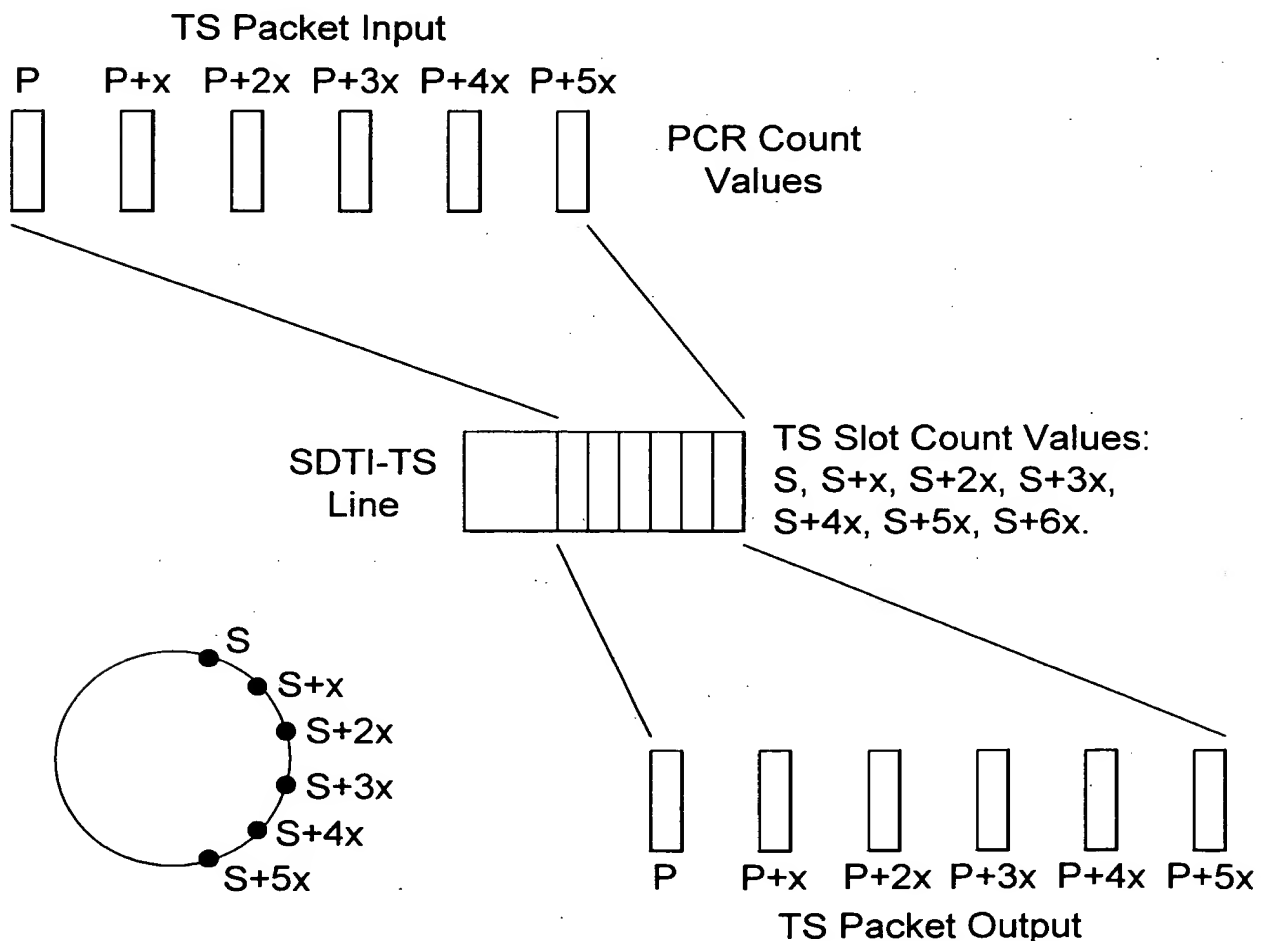 TS Packet Input
P P+x P+2x P+3x P+4x P+5x
PCR Count
Values
SDTI-TS
Line
TS Slot Count Values:
S, S+x, S+2x, S+3x,
S+4x, S+5x, S+6x.
S
S+x
S+2x
S+3x
S+4x
S+5x
P P+x P+2x P+3x P+4x P+5x
TS Packet Output